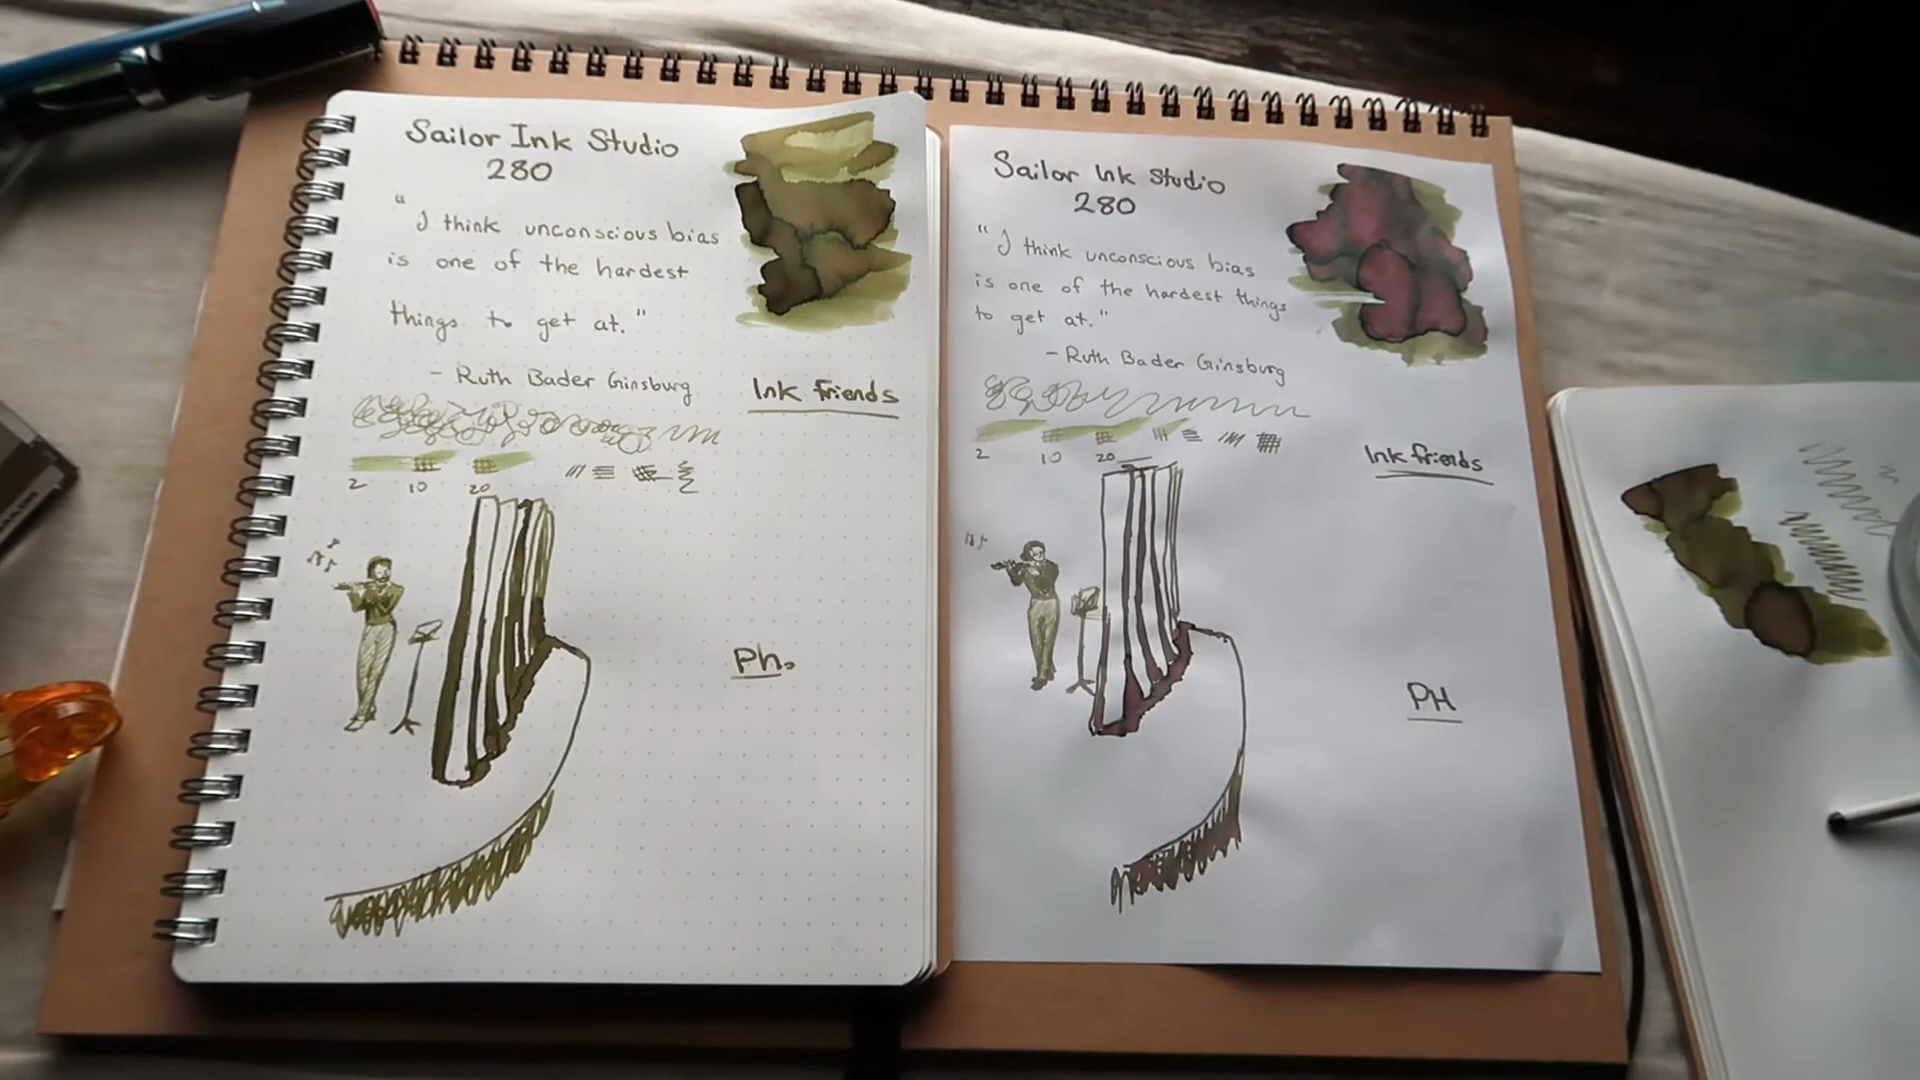 Sailor Ink Studio
280
"I think unconscious bias
is one of the hardest
things to get at."
- Ruth Bader Ginsburg
Ink friends
2 10 20
Ph.
Sailor Ink Studio
280
"I think unconscious bias
is one of the hardest things
to get at."
- Ruth Bader Ginsburg
2 10 20
Ink friends
PH